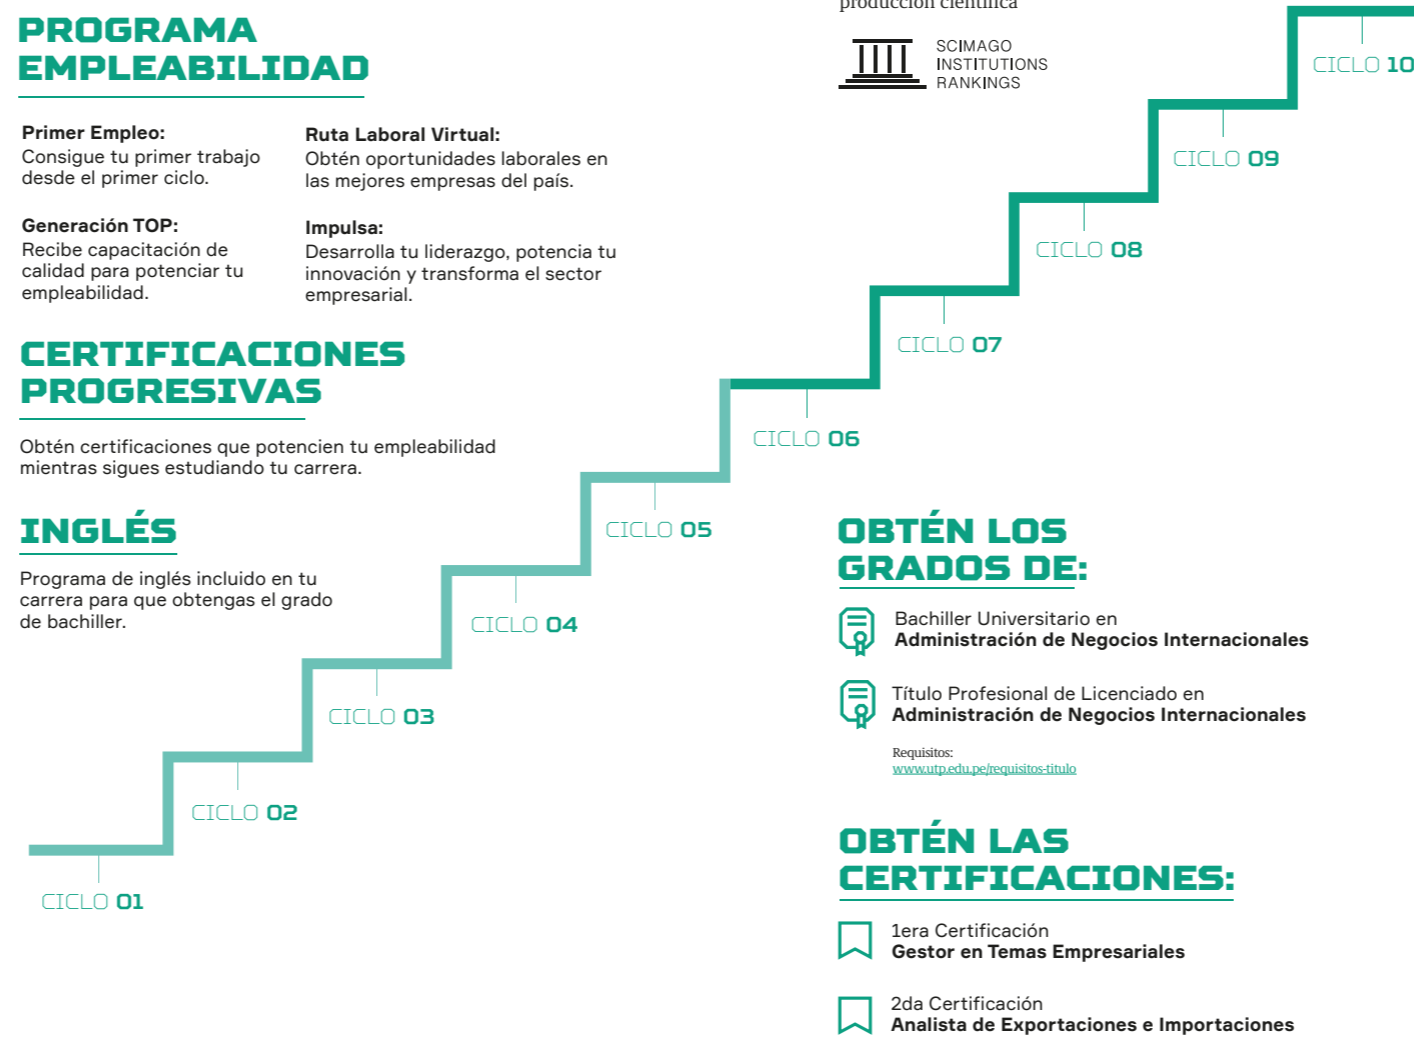 producción científica
SCIMAGO
INSTITUTIONS
RANKINGS
PROGRAMA
EMPLEABILIDAD
Primer Empleo:
Consigue tu primer trabajo
desde el primer ciclo.
Ruta Laboral Virtual:
Obtén oportunidades laborales en
las mejores empresas del país.
Generación TOP:
Recibe capacitación de
calidad para potenciar tu
empleabilidad.
Impulsa:
Desarrolla tu liderazgo, potencia tu
innovación y transforma el sector
empresarial.
CERTIFICACIONES
PROGRESIVAS
Obtén certificaciones que potencien tu empleabilidad
mientras sigues estudiando tu carrera.
INGLÉS
Programa de inglés incluido en tu
carrera para que obtengas el grado
de bachiller.
CICLO 01
CICLO 02
CICLO 03
CICLO 04
CICLO 05
CICLO 06
CICLO 07
CICLO 08
CICLO 09
CICLO 10
OBTÉN LOS
GRADOS DE:
Bachiller Universitario en
Administración de Negocios Internacionales
Título Profesional de Licenciado en
Administración de Negocios Internacionales
Requisitos:
www.utp.edu.pe/requisitos-titulo
OBTÉN LAS
CERTIFICACIONES:
1era Certificación
Gestor en Temas Empresariales
2da Certificación
Analista de Exportaciones e Importaciones